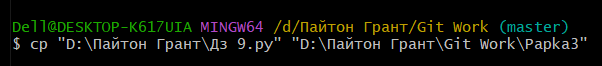 Dell@DESKTOP-K617UIA MINGW64 /d/Пайтон Грант/Git Work (master)
$ cp "D:\Пайтон Грант\Дз 9.py" "D:\Пайтон Грант\Git Work\Papka3"